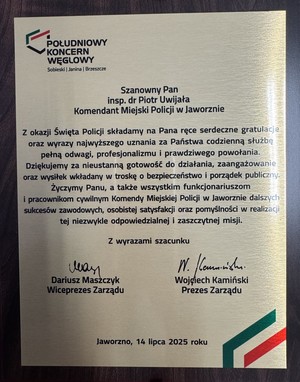 POŁUDNIOWY
KONCERN
WĘGLOWY
Sobieski | Janina | Brzeszcze
Szanowny Pan
insp. dr Piotr Uwijała
Komendant Miejski Policji w Jaworznie
Z okazji Święta Policji składamy na Pana ręce serdeczne gratulacje
oraz wyrazy najwyższego uznania za Państwa codzienną służbę
pełną odwagi, profesjonalizmu i prawdziwego powołania.
Dziękujemy za nieustanną gotowość do działania, zaangażowanie
oraz wysiłek wkładany w troskę o bezpieczeństwo i porządek publiczny.
Życzymy Panu, a także wszystkim funkcjonariuszom
i pracownikom cywilnym Komendy Miejskiej Policji w Jaworznie dalszych
sukcesów zawodowych, osobistej satysfakcji oraz pomyślności w realizacji
tej niezwykle odpowiedzialnej i zaszczytnej misji.
Z wyrazami szacunku
Dariusz Maszczyk
Wiceprezes Zarządu
W. Kamiński
Wojciech Kamiński
Prezes Zarządu
Jaworzno, 14 lipca 2025 roku